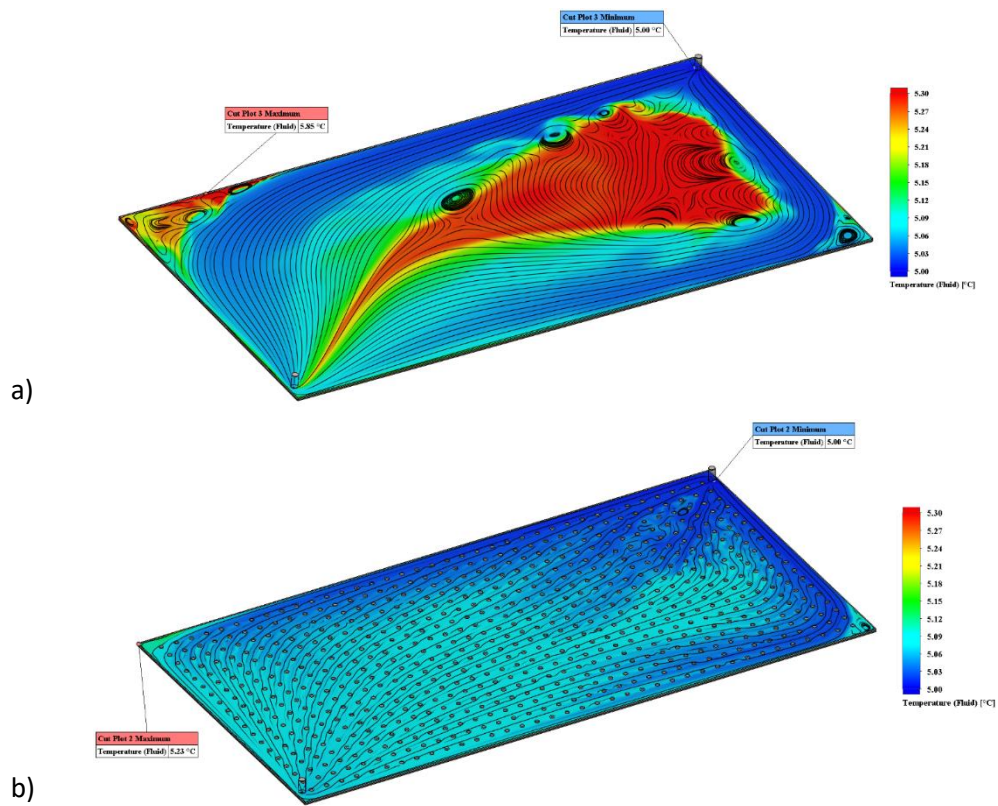 Cut Plot 3 Minimum
Temperature (Fluid) 5.00 °C
Cut Plot 3 Maximum
Temperature (Fluid) 5.85 °C
5.30
5.27
5.24
5.21
5.18
5.15
5.12
5.09
5.06
5.03
5.00
Temperature (Fluid) [°C]
a)
Cut Plot 2 Minimum
Temperature (Fluid) 5.00 °C
5.30
5.27
5.24
5.21
5.18
5.15
5.12
5.09
5.06
5.03
5.00
Temperature (Fluid) [°C]
Cut Plot 2 Maximum
Temperature (Fluid) 5.23 °C
b)